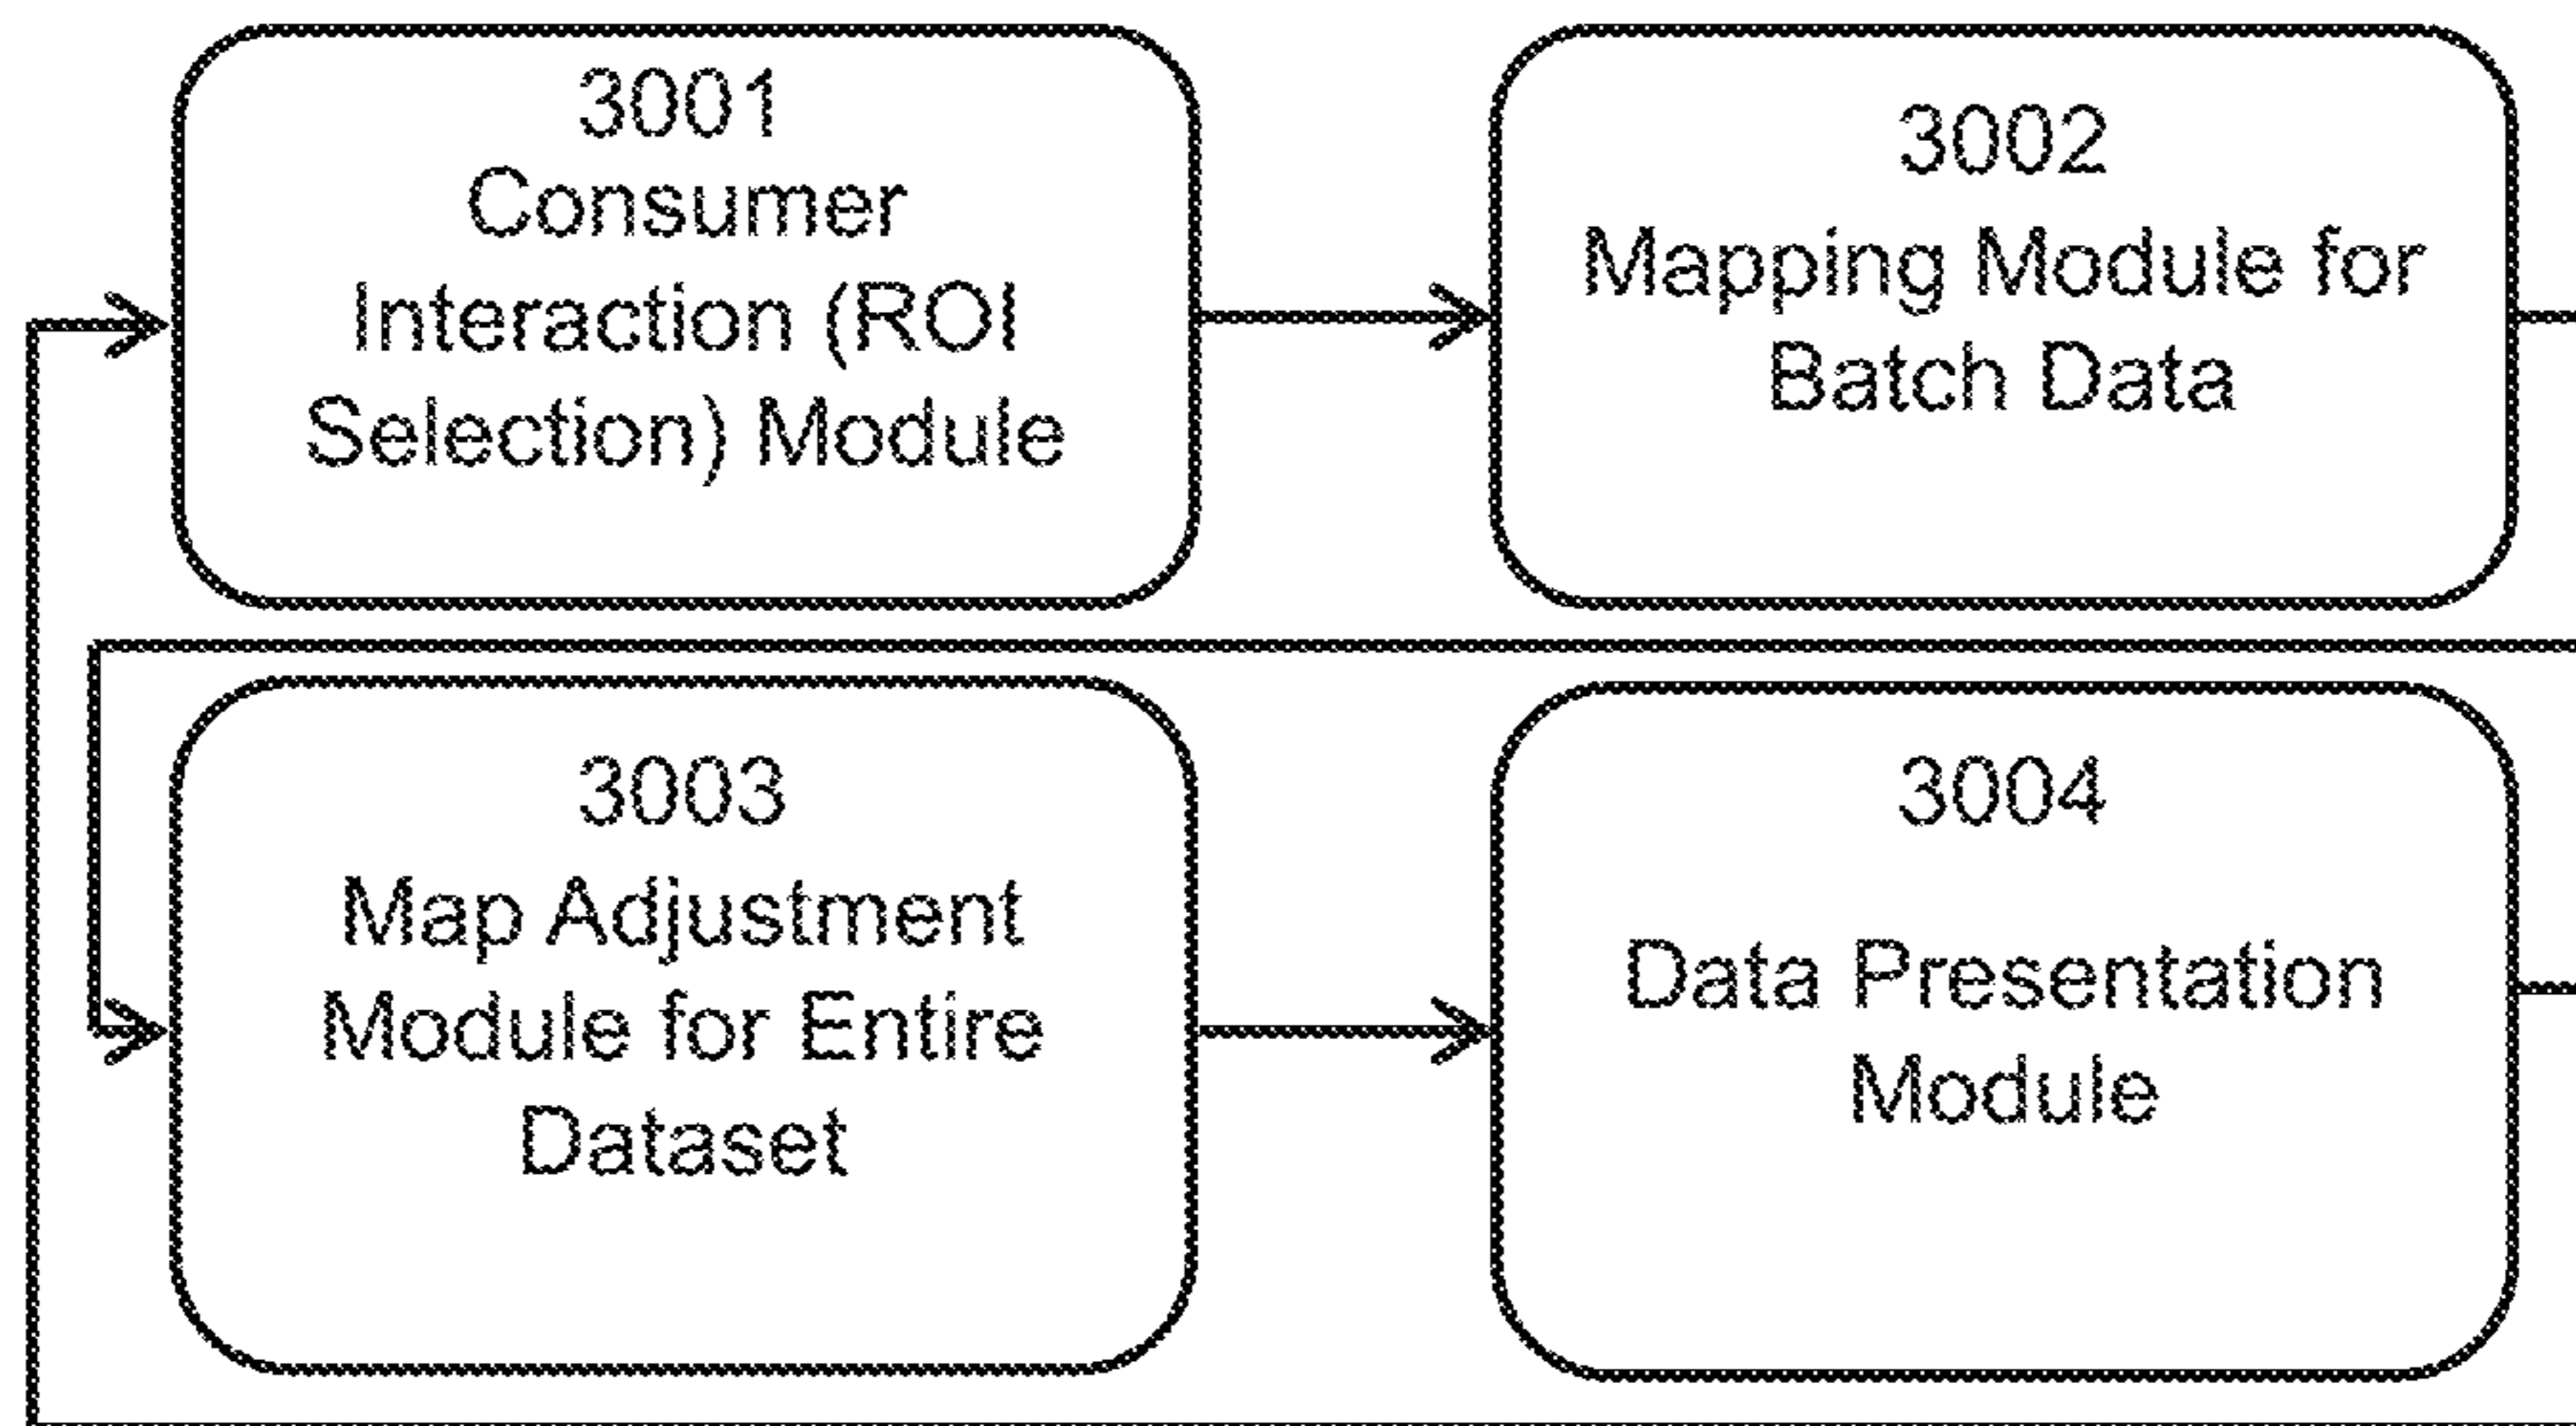 3001
Consumer
Interaction (ROI
Selection) Module
3002
Mapping Module for
Batch Data
3003
Map Adjustment
Module for Entire
Dataset
3004
Data Presentation
Module